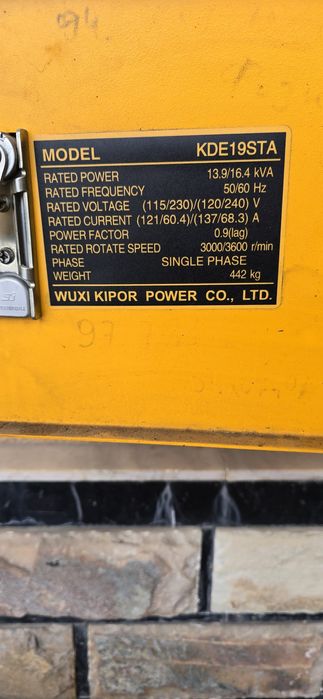 94
MODEL KDE19STA
RATED POWER 13.9/16.4 kVA
RATED FREQUENCY 50/60 Hz
RATED VOLTAGE (115/230)/(120/240) V
RATED CURRENT (121/60.4)/(137/68.3) A
POWER FACTOR 0.9(lag)
RATED ROTATE SPEED 3000/3600 r/min
PHASE SINGLE PHASE
WEIGHT 442 kg
WUXI KIPOR POWER CO., LTD.
97